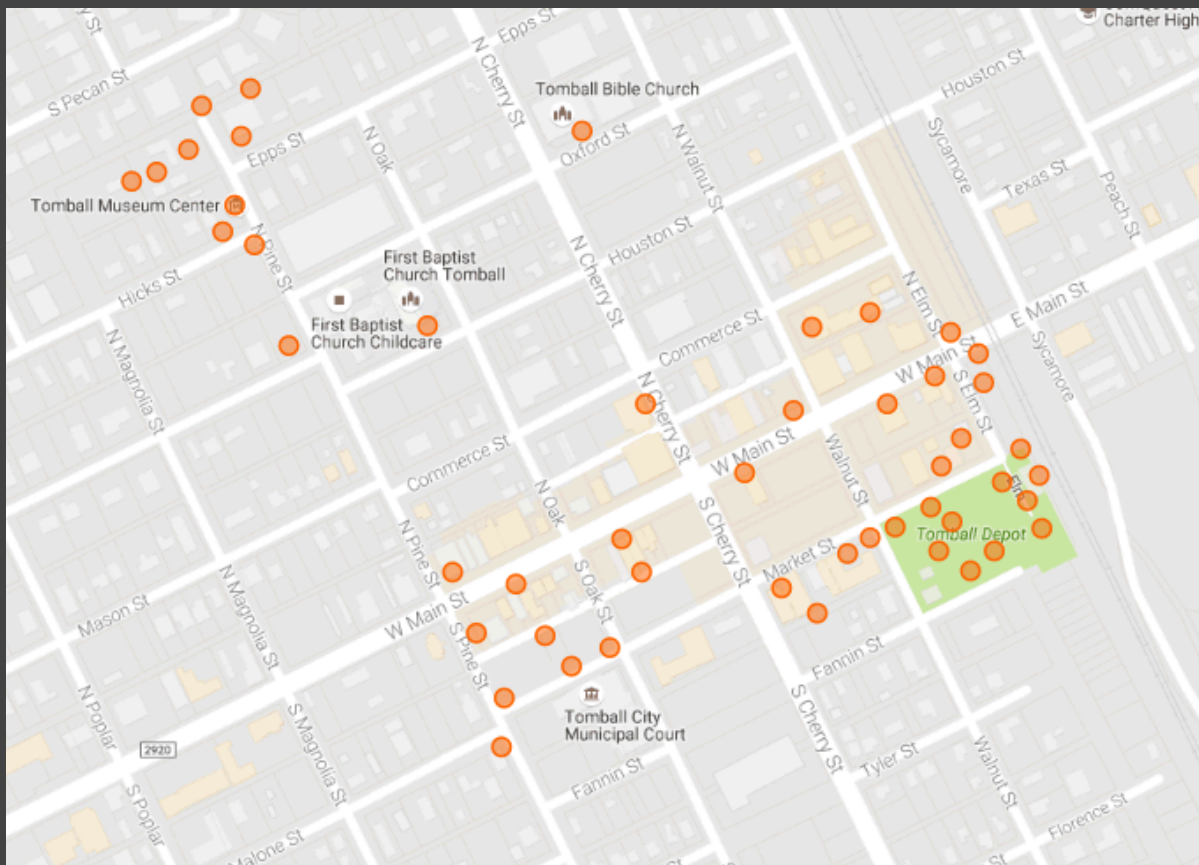 Charter High
Epps St
N Cherry St
S Pecan St
Houston St
Tomball Bible Church
Sycamore
N Oak
Epps St
Oxford St
N Walnut St
Texas St
Peach St
Tomball Museum Center
N Pine St
Houston St
N Cherry St
First Baptist
Church Tomball
Hicks St
N Elm St
E Main St
First Baptist
Church Childcare
Commerce St
N Magnolia St
W Main St
Sycamore
S Elm St
N Cherry St
Commerce St
W Main St
Walnut St
N Oak
Elm
N Pine St
S Cherry St
Tomball Depot
Market St
S Oak St
Mason St
N Magnolia St
W Main St
S Pine St
Fannin St
N Poplar
S Cherry St
Tomball City
Municipal Court
S Magnolia St
2920
Tyler St
Walnut St
Fannin St
S Poplar
Florence St
Malone St